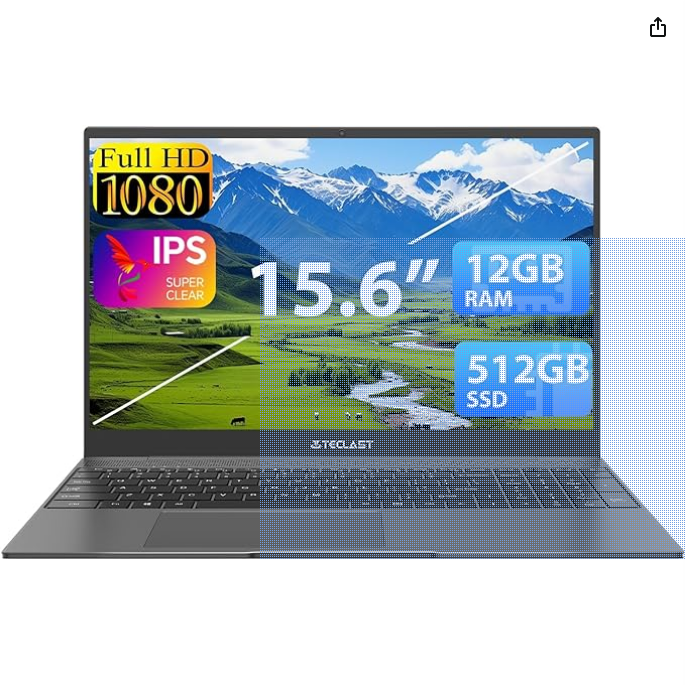 Full HD
1080
IPS
SUPER
CLEAR
15.6”
12GB
RAM
512GB
SSD
TECLAST